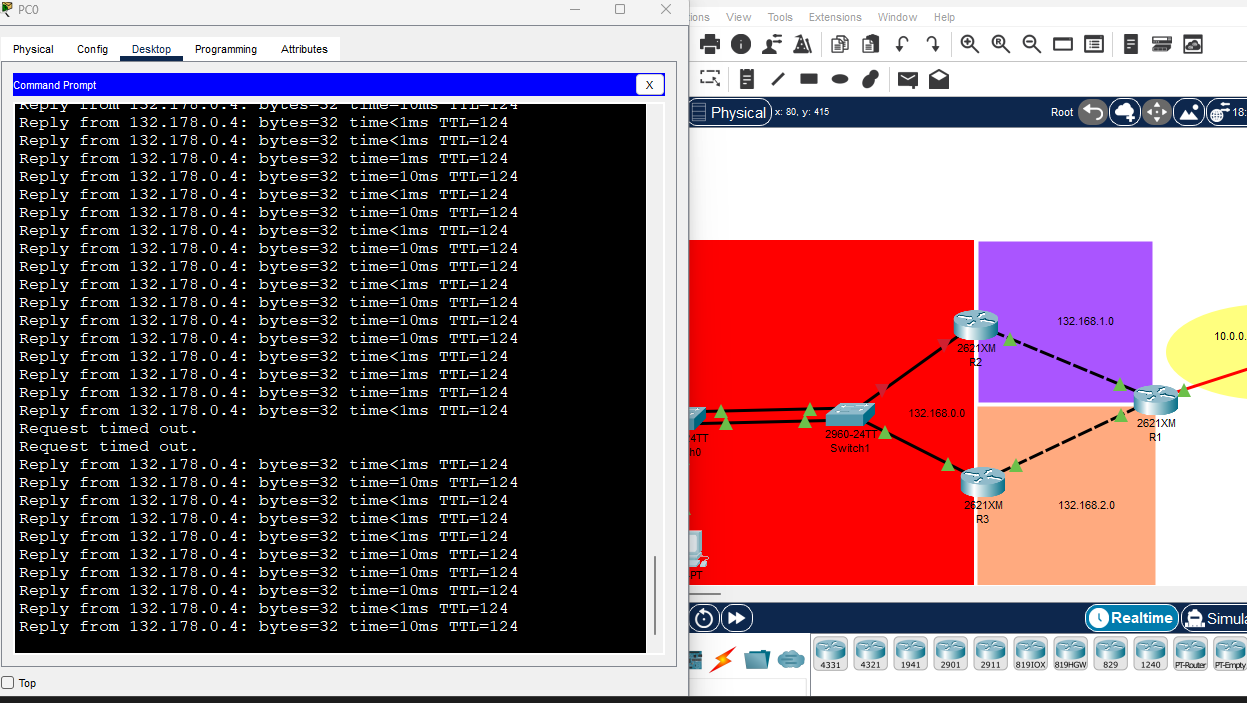 PC0
Physical Config Desktop Programming Attributes
Command Prompt
X
Reply from 132.178.0.4: bytes=32 time=10ms TTL=124
Reply from 132.178.0.4: bytes=32 time<1ms TTL=124
Reply from 132.178.0.4: bytes=32 time=1ms TTL=124
Reply from 132.178.0.4: bytes=32 time=1ms TTL=124
Reply from 132.178.0.4: bytes=32 time=10ms TTL=124
Reply from 132.178.0.4: bytes=32 time<1ms TTL=124
Reply from 132.178.0.4: bytes=32 time=10ms TTL=124
Reply from 132.178.0.4: bytes=32 time<1ms TTL=124
Reply from 132.178.0.4: bytes=32 time=10ms TTL=124
Reply from 132.178.0.4: bytes=32 time=10ms TTL=124
Reply from 132.178.0.4: bytes=32 time<1ms TTL=124
Reply from 132.178.0.4: bytes=32 time=10ms TTL=124
Reply from 132.178.0.4: bytes=32 time=10ms TTL=124
Reply from 132.178.0.4: bytes=32 time=10ms TTL=124
Reply from 132.178.0.4: bytes=32 time<1ms TTL=124
Reply from 132.178.0.4: bytes=32 time=1ms TTL=124
Reply from 132.178.0.4: bytes=32 time<1ms TTL=124
Reply from 132.178.0.4: bytes=32 time<1ms TTL=124
Request timed out.
Request timed out.
Reply from 132.178.0.4: bytes=32 time<1ms TTL=124
Reply from 132.178.0.4: bytes=32 time=10ms TTL=124
Reply from 132.178.0.4: bytes=32 time<1ms TTL=124
Reply from 132.178.0.4: bytes=32 time<1ms TTL=124
Reply from 132.178.0.4: bytes=32 time<1ms TTL=124
Reply from 132.178.0.4: bytes=32 time=10ms TTL=124
Reply from 132.178.0.4: bytes=32 time=10ms TTL=124
Reply from 132.178.0.4: bytes=32 time=10ms TTL=124
Reply from 132.178.0.4: bytes=32 time<1ms TTL=124
Reply from 132.178.0.4: bytes=32 time=10ms TTL=124
Top
ions View Tools Extensions Window Help
Physical x: 80, y: 415
Root
18:
132.168.1.0
10.0.0.
2621XM
R2
2621XM
R1
132.168.0.0
4TT
h0
2960-24TT
Switch1
2621XM
R3
132.168.2.0
PT
Realtime
Simula
4331 4321 1941 2901 2911 819IOX 819HGW 829 1240 PT-Router PT-Empty